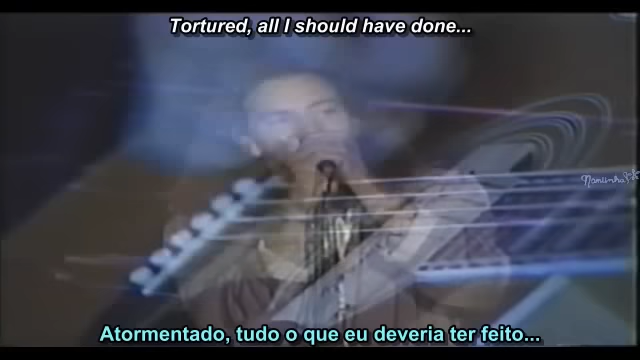 Tortured, all I should have done...
Atormentado, tudo o que eu deveria ter feito...